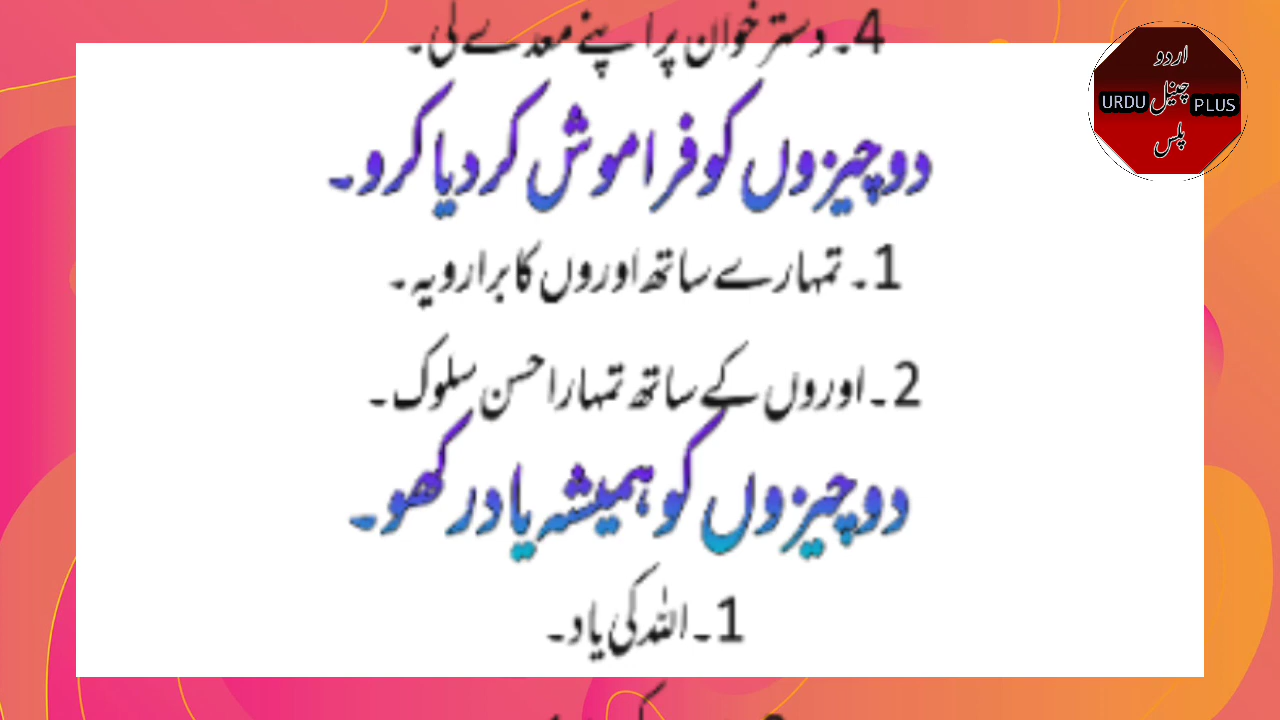 4۔ دستر خوان پر اپنے معدے کی۔
دو چیزوں کو فراموش کر دیا کرو۔
1۔ تمہارے ساتھ اوروں کا برا رویہ۔
2۔ اوروں کے ساتھ تمہارا حسن سلوک۔
دو چیزوں کو ہمیشہ یاد رکھو۔
1۔ اللہ کی یاد۔
اردو
چینل
URDU PLUS
پلس